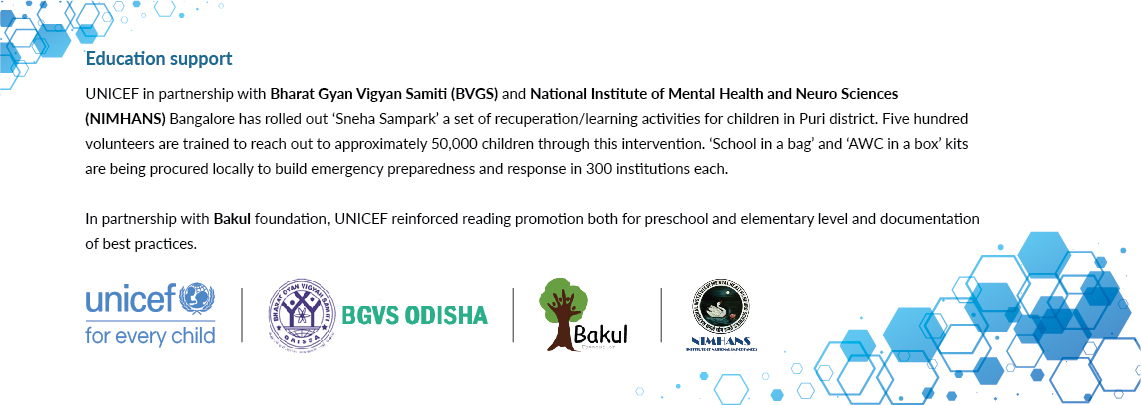 Education support
UNICEF in partnership with Bharat Gyan Vigyan Samiti (BVGS) and National Institute of Mental Health and Neuro Sciences
(NIMHANS) Bangalore has rolled out ‘Sneha Sampark’ a set of recuperation/learning activities for children in Puri district. Five hundred
volunteers are trained to reach out to approximately 50,000 children through this intervention. ‘School in a bag’ and ‘AWC in a box’ kits
are being procured locally to build emergency preparedness and response in 300 institutions each.
In partnership with Bakul foundation, UNICEF reinforced reading promotion both for preschool and elementary level and documentation
of best practices.
unicef
for every child
BHARAT GYAN VIGYAN SAMITI
ORISSA
BGVS ODISHA
Bakul
FOUNDATION
NIMHANS
INSTITUTE OF NATIONAL IMPORTANCE